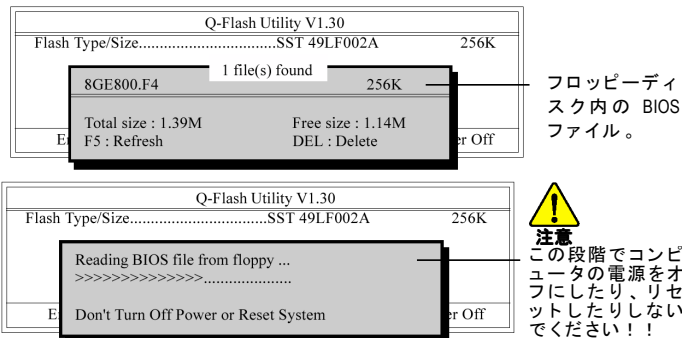 Q-Flash Utility V1.30
Flash Type/Size.................................SST 49LF002A 256K
1 file(s) found
8GE800.F4 256K
Total size : 1.39M Free size : 1.14M
F5 : Refresh DEL : Delete
er Off
フロッピーディ
スク内の BIOS
ファイル。
Q-Flash Utility V1.30
Flash Type/Size.................................SST 49LF002A 256K
Reading BIOS file from floppy ...
>>>>>>>>>>>>>>......................
Don't Turn Off Power or Reset System
er Off
注意
この段階でコンピ
ュータの電源をオ
フにしたり、リセ
ットしたりしない
でください！！